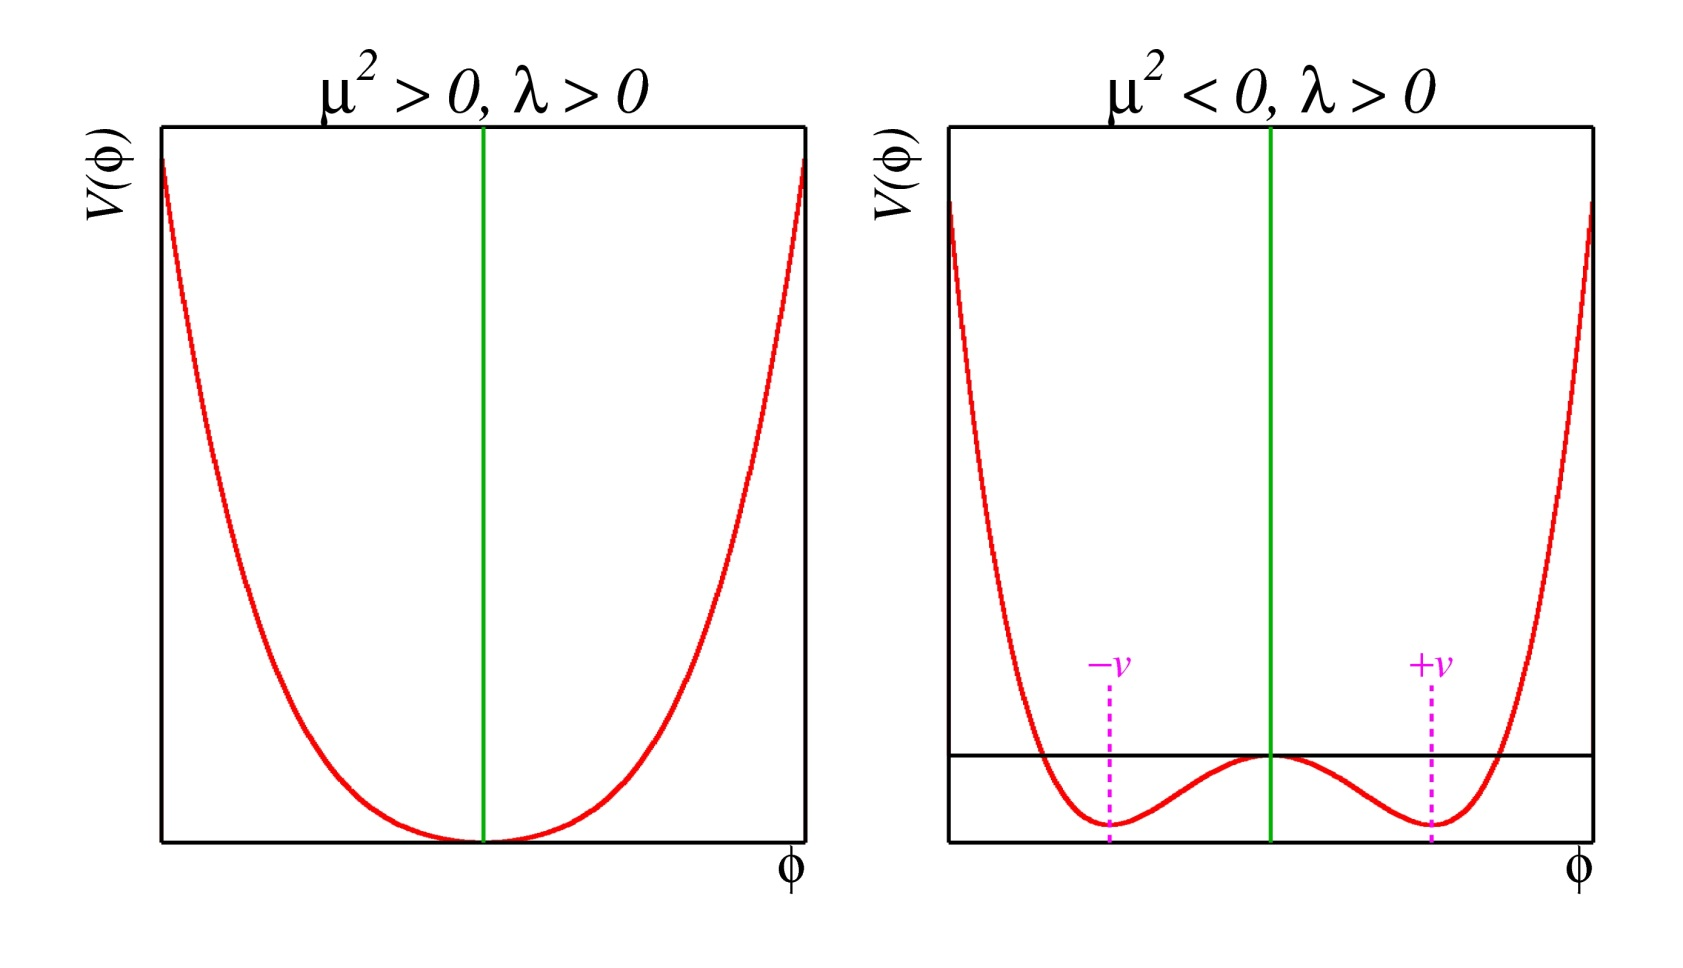 μ² > 0, λ > 0
V(ϕ)
ϕ
μ² < 0, λ > 0
V(ϕ)
−v
+v
ϕ